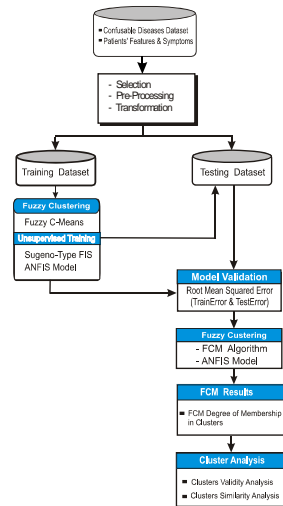 ▪ Confusable Diseases Dataset
▪ Patients' Features & Symptoms
- Selection
- Pre-Processing
- Transformation
Training Dataset
Testing Dataset
Fuzzy Clustering
Fuzzy C-Means
Unsupervised Training
Sugeno-Type FIS
ANFIS Model
Model Validation
Root Mean Squared Error
(TrainError & TestError)
Fuzzy Custering
- FCM Algorithm
- ANFIS Model
FCM Results
▪ FCM Degree of Membership
in Clusters
Cluster Analysis
▪ Clusters Validity Analysis
▪ Clusters Similarity Analysis